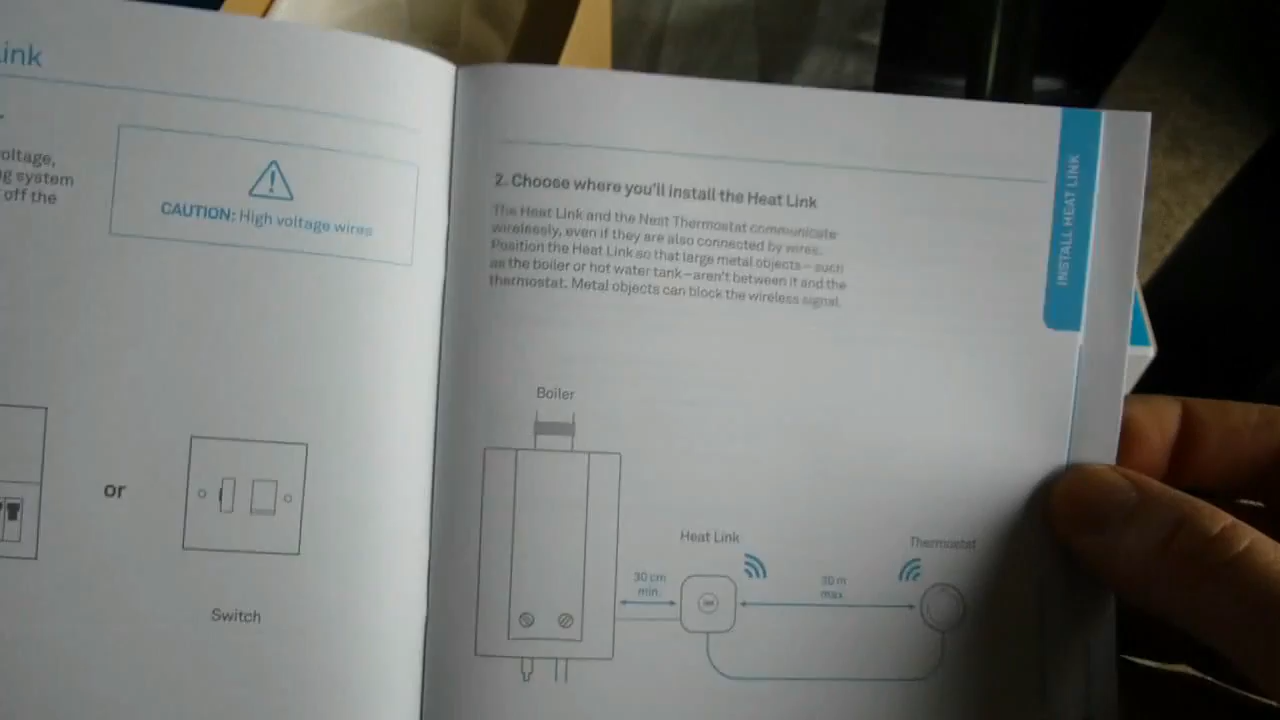 Link
oltage,
g system
off the
CAUTION: High voltage wires
or
Switch
2. Choose where you'll install the Heat Link
The Heat Link and the Nest Thermostat communicate
wirelessly, even if they are also connected by wires.
Position the Heat Link so that large metal objects – such
as the boiler or hot water tank – aren't between it and the
thermostat. Metal objects can block the wireless signal.
Boiler
Heat Link
Thermostat
30 cm
min.
30 m
max
INSTALL HEAT LINK